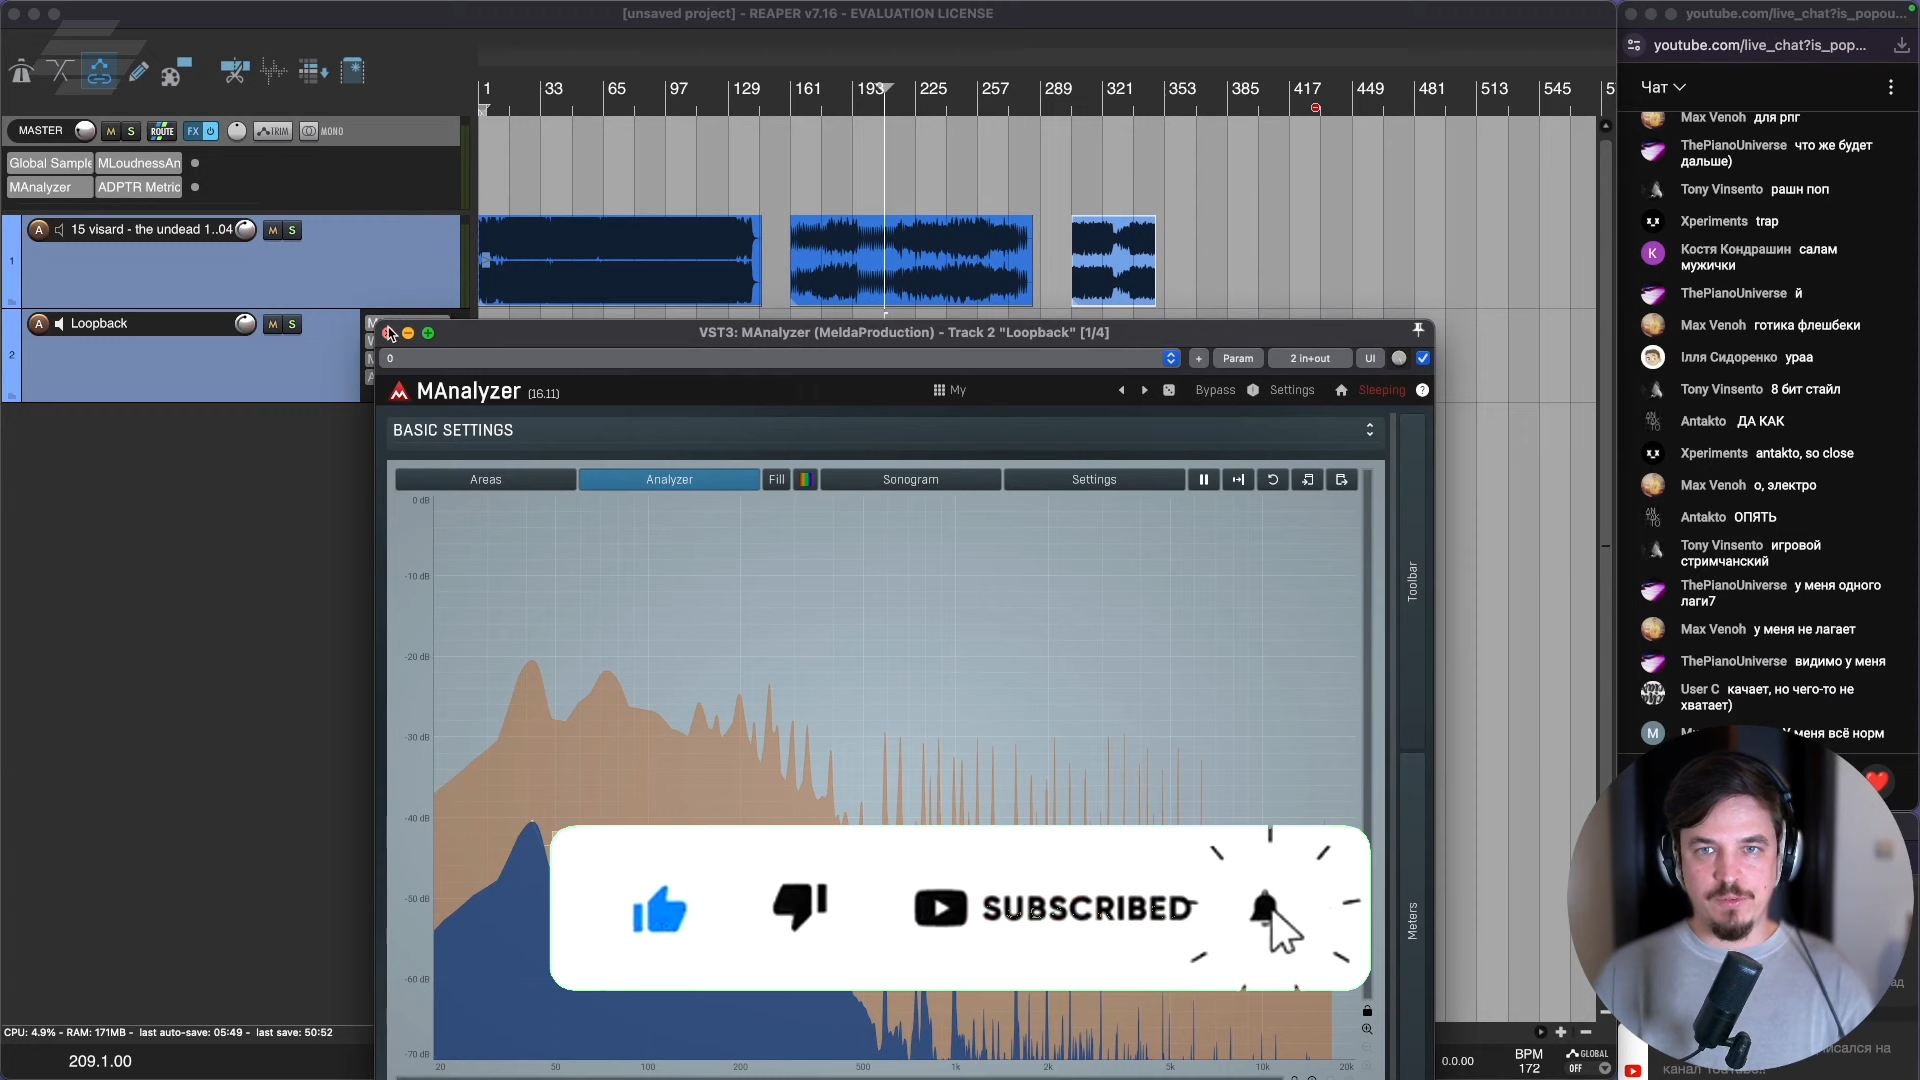 [unsaved project] - REAPER v7.16 - EVALUATION LICENSE
youtube.com/live_chat?is_popou...
youtube.com/live_chat?is_pop...
1 33 65 97 129 161 193 225 257 289 321 353 385 417 449 481 513 545 5
Чат
MASTER M S ROUTE FX TRIM MONO
Global Sample MLoudnessAn
MAnalyzer ADPTR Metric
A 15 visard - the undead 1..04 M S
1
A Loopback M S
2
VST3: MAnalyzer (MeldaProduction) - Track 2 "Loopback" [1/4]
0 + Param 2 in+out UI
MAnalyzer (16.11) My Bypass Settings Sleeping ?
BASIC SETTINGS
Areas Analyzer Fill Sonogram Settings
0 dB
-10 dB
-20 dB
-30 dB
-40 dB
-50 dB
-60 dB
-70 dB
20 50 100 200 500 1k 2k 5k 10k 20k
Toolbar
Meters
SUBSCRIBED
Max Venoh для рпг
ThePianoUniverse что же будет
дальше)
Tony Vinsento рашн поп
Xperiments trap
К Костя Кондрашин салам
мужички
ThePianoUniverse й
Max Venoh готика флешбеки
Ілля Сидоренко ураа
Tony Vinsento 8 бит стайл
Antakto ДА КАК
Xperiments antakto, so close
Max Venoh о, электро
Antakto ОПЯТЬ
Tony Vinsento игровой
стримчанский
ThePianoUniverse у меня одного
лаги7
Max Venoh у меня не лагает
ThePianoUniverse видимо у меня
User C качает, но чего-то не
хватает)
M меня всё норм
CPU: 4.9% - RAM: 171MB - last auto-save: 05:49 - last save: 50:52
209.1.00
0.0.00
BPM
172
GLOBAL
OFF
исался на
канал